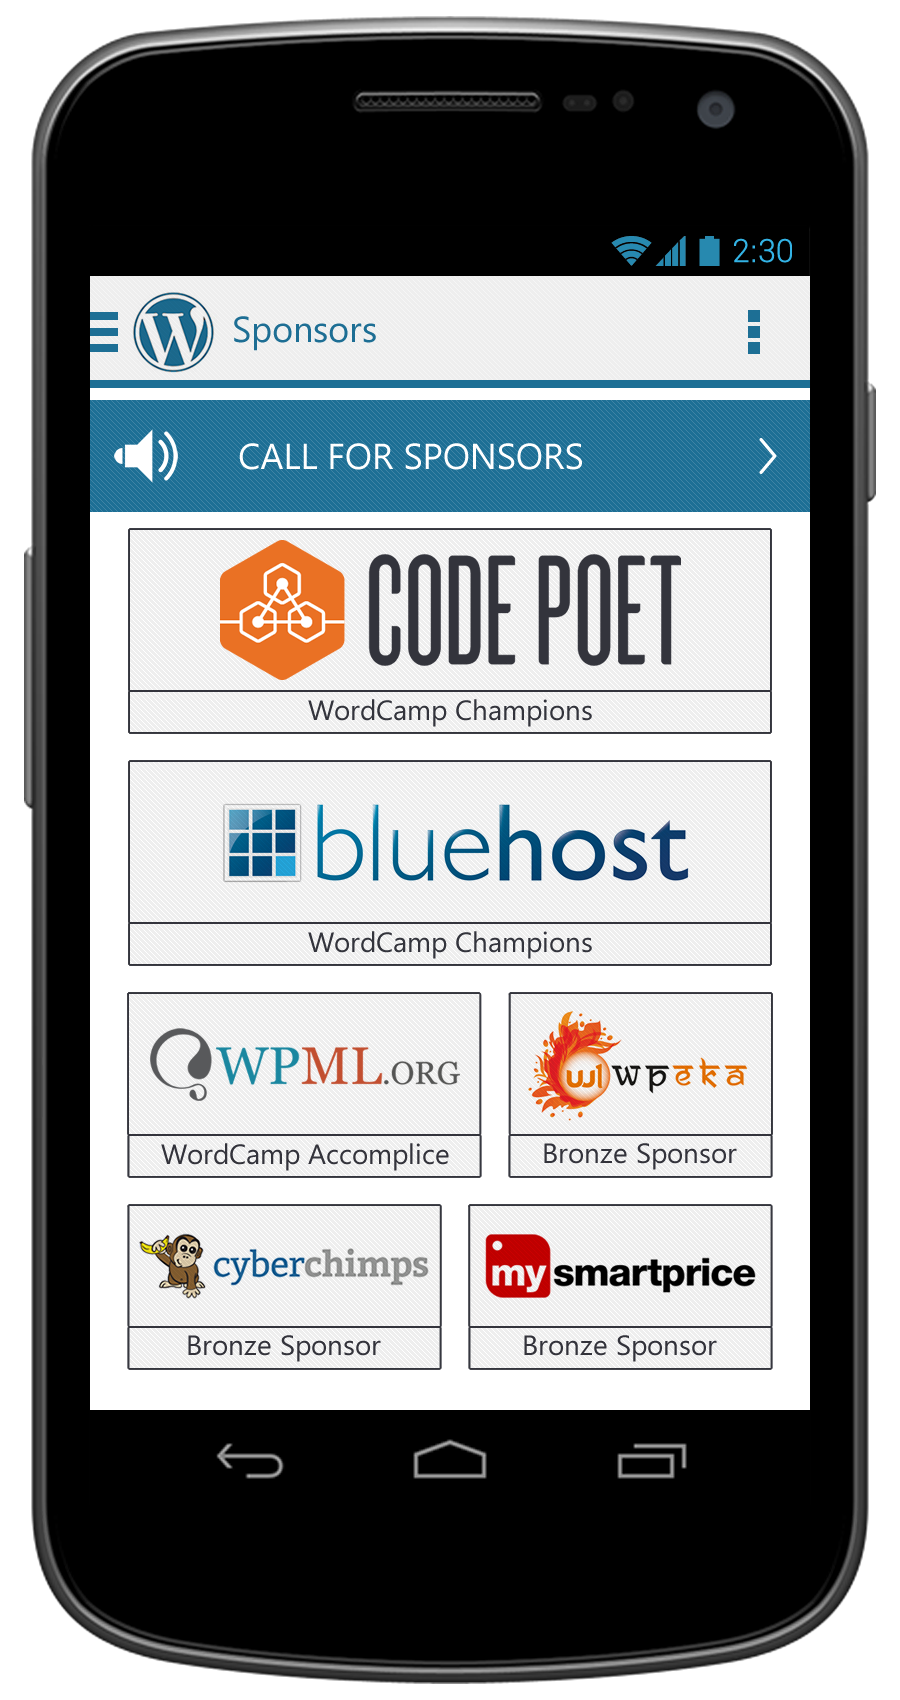 2:30
Sponsors
CALL FOR SPONSORS
CODE POET
WordCamp Champions
bluehost
WordCamp Champions
WPML.ORG
wpeka
WordCamp Accomplice
Bronze Sponsor
cyberchimps
mysmartprice
Bronze Sponsor
Bronze Sponsor